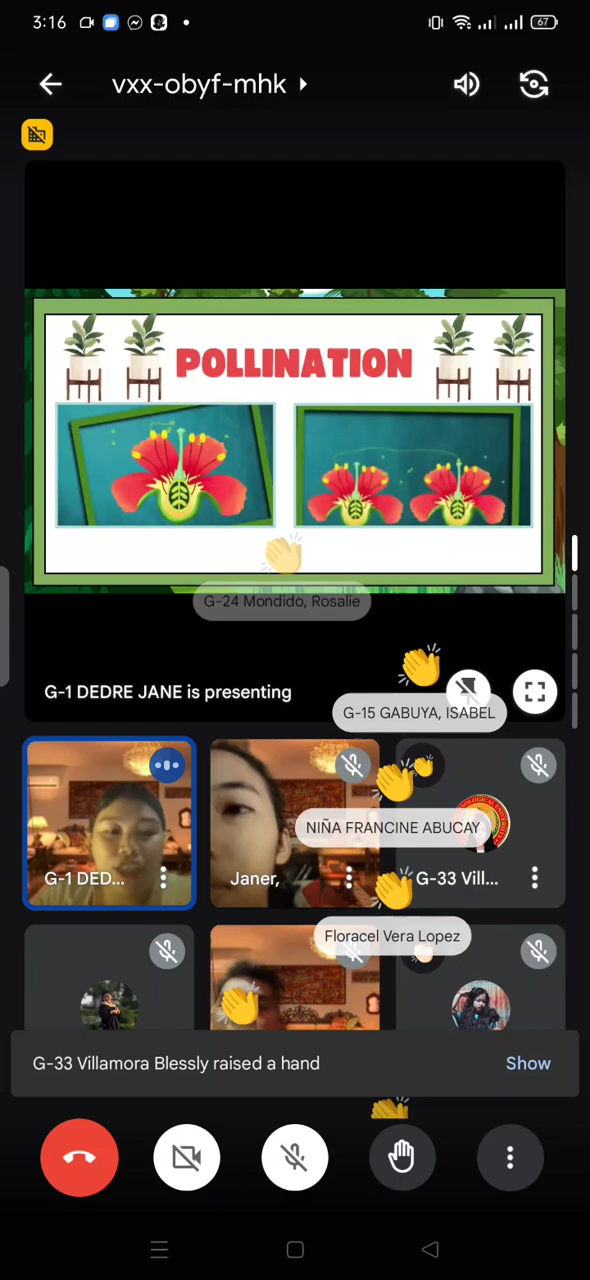 3:16
67
vxx-obyf-mhk
POLLINATION
G-24 Mondido, Rosalie
G-1 DEDRE JANE is presenting
G-15 GABUYA, ISABEL
NIÑA FRANCINE ABUCAY
G-1 DED...
Janer,
G-33 Vill...
Floracel Vera Lopez
G-33 Villamora Blessly raised a hand
Show